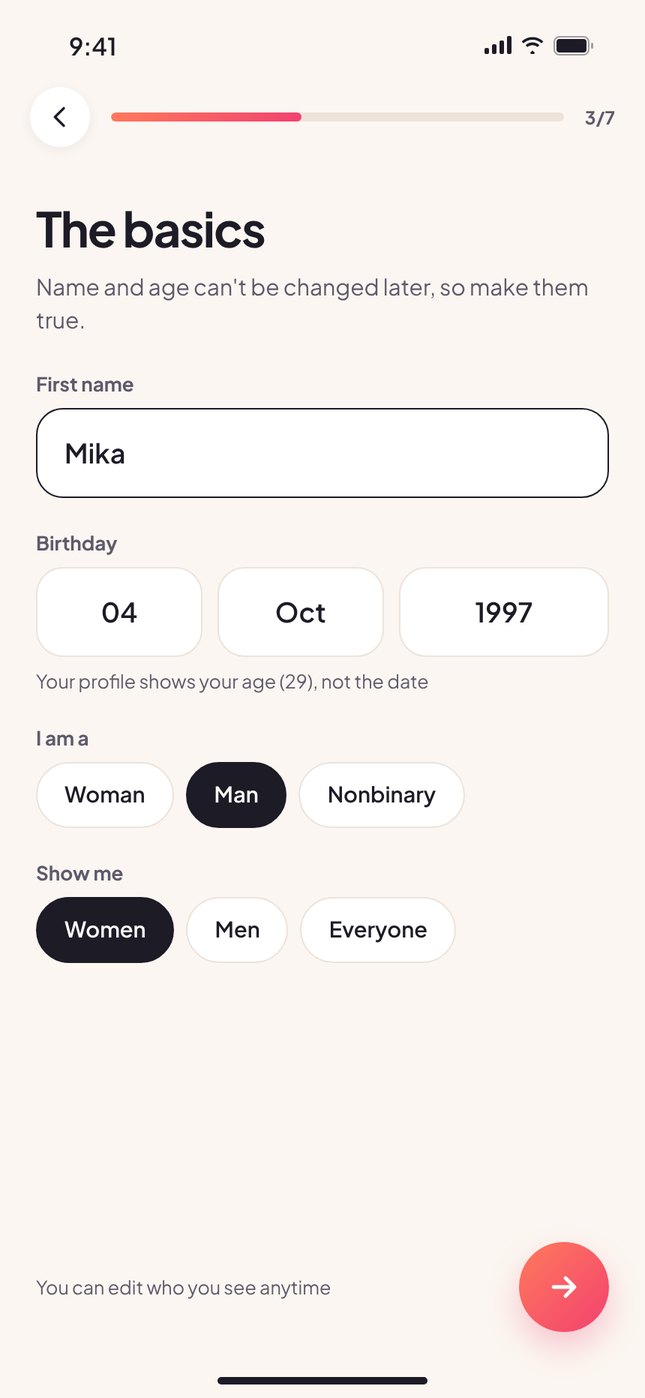 9:41
3/7
The basics
Name and age can't be changed later, so make them
true.
First name
Mika
Birthday
04 Oct 1997
Your profile shows your age (29), not the date
I am a
Woman Man Nonbinary
Show me
Women Men Everyone
You can edit who you see anytime